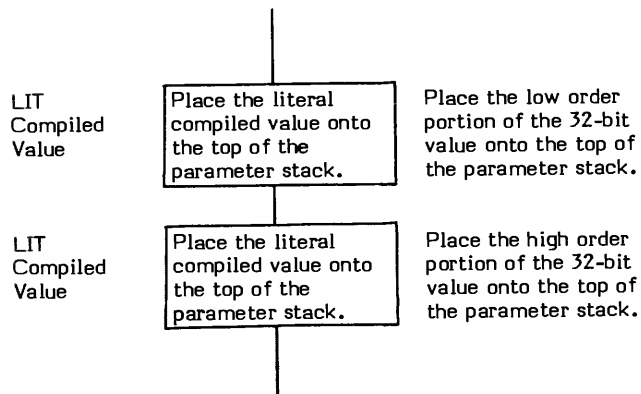 LIT
Compiled
Value
Place the literal
compiled value onto
the top of the
parameter stack.
Place the low order
portion of the 32-bit
value onto the top of
the parameter stack.
LIT
Compiled
Value
Place the literal
compiled value onto
the top of the
parameter stack.
Place the high order
portion of the 32-bit
value onto the top of
the parameter stack.